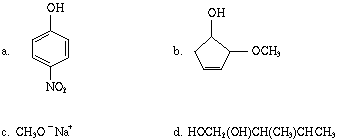 OH
a.
NO₂
OH
b.
OCH₃
c. CH₃O⁻Na⁺
d. HOCH₂(OH)CH(CH₃)CHCH₃